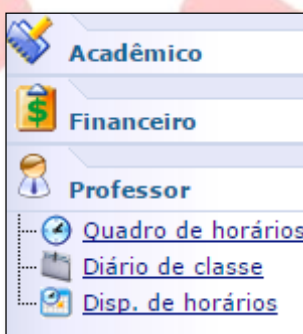 Acadêmico
Financeiro
Professor
Quadro de horários
Diário de classe
Disp. de horários